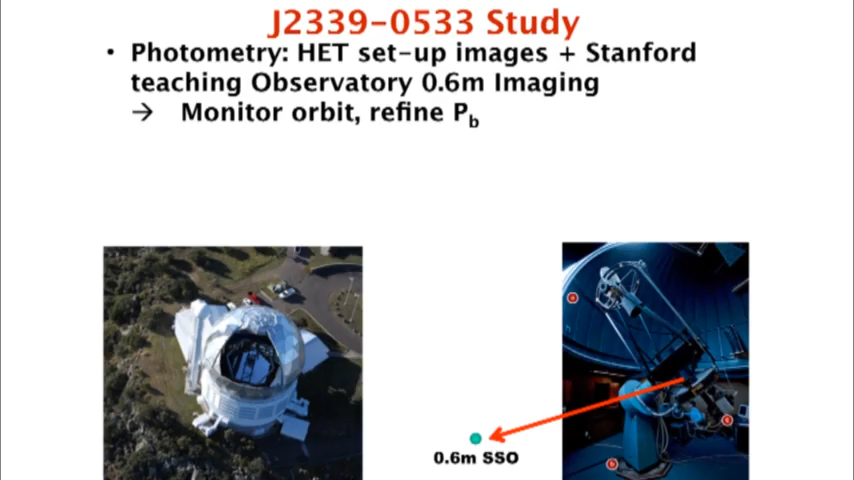 J2339-0533 Study
• Photometry: HET set-up images + Stanford
teaching Observatory 0.6m Imaging
→ Monitor orbit, refine Pb
a
c
0.6m SSO
b